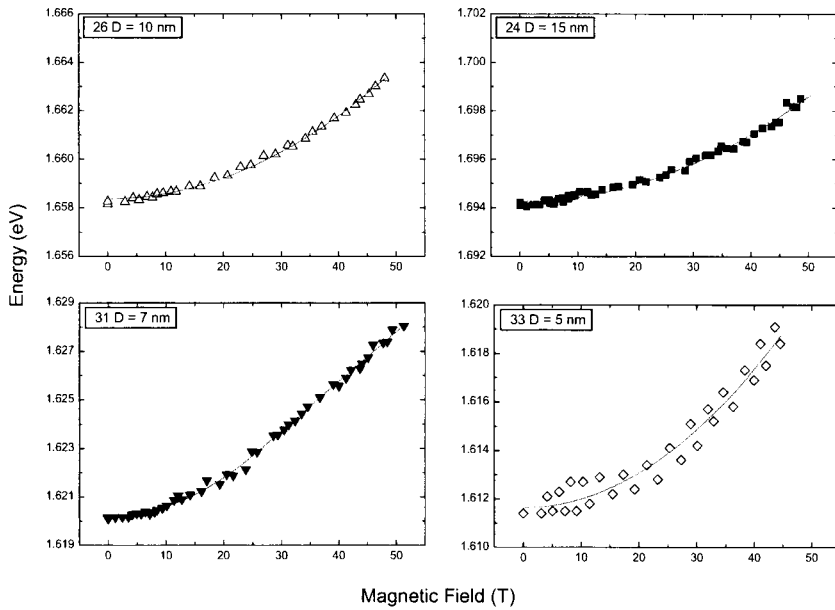 26 D = 10 nm
1.666
1.664
1.662
1.660
1.658
1.656
0 10 20 30 40 50
24 D = 15 nm
1.702
1.700
1.698
1.696
1.694
1.692
0 10 20 30 40 50
Energy (eV)
31 D = 7 nm
1.629
1.627
1.625
1.623
1.620
1.619
0 10 20 30 40 50
33 D = 5 nm
1.620
1.618
1.616
1.614
1.612
1.610
0 10 20 30 40 50
Magnetic Field (T)